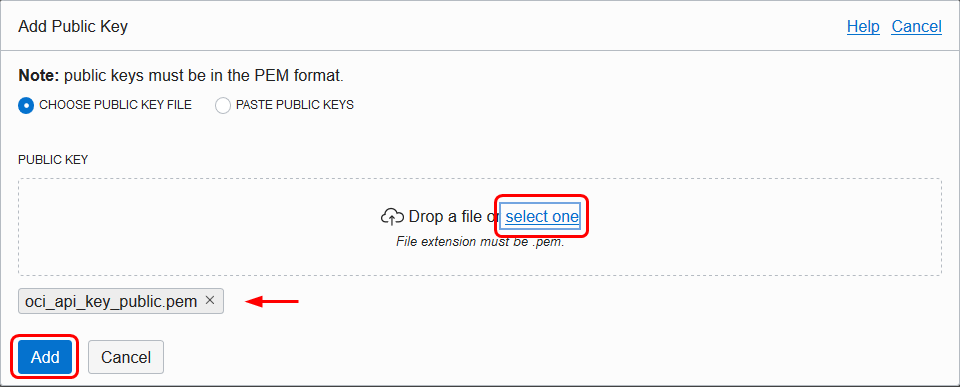 Add Public Key Help Cancel
Note: public keys must be in the PEM format.
CHOOSE PUBLIC KEY FILE PASTE PUBLIC KEYS
PUBLIC KEY
Drop a file or select one
File extension must be .pem.
oci_api_key_public.pem ×
Add Cancel